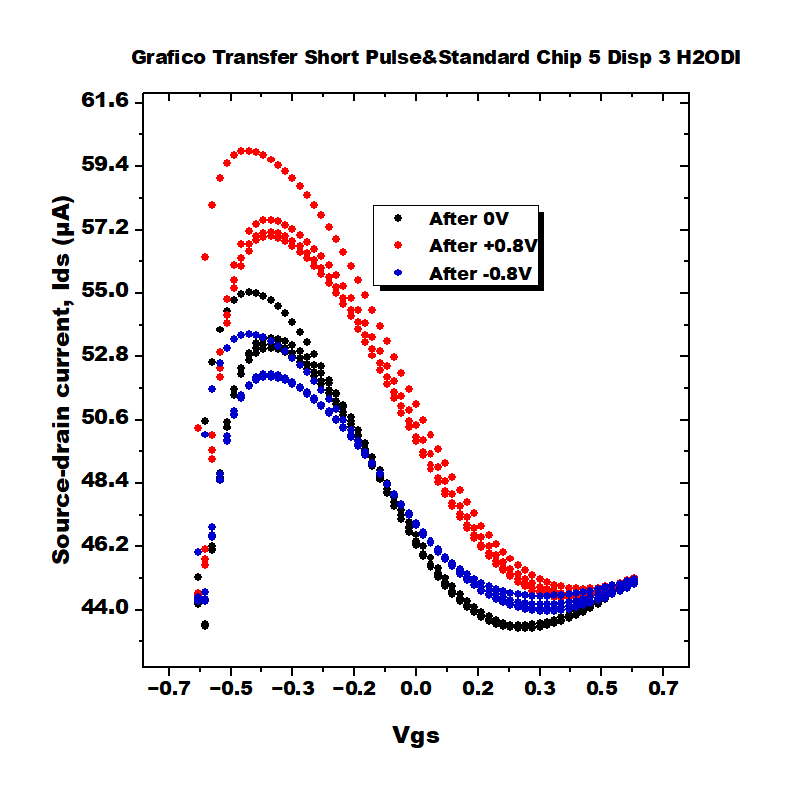 Grafico Transfer Short Pulse&Standard Chip 5 Disp 3 H2ODI
Source-drain current, Ids (µA)
61.6
59.4
57.2
55.0
52.8
50.6
48.4
46.2
44.0
After 0V
After +0.8V
After -0.8V
−0.7 −0.5 −0.3 −0.2 0.0 0.2 0.3 0.5 0.7
Vgs